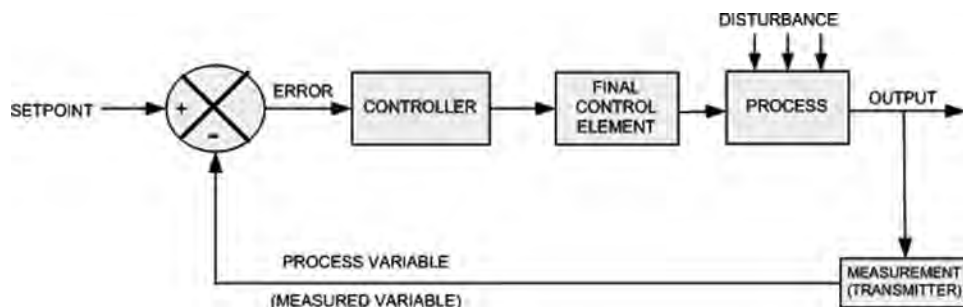 DISTURBANCE
SETPOINT
+
-
ERROR
CONTROLLER
FINAL
CONTROL
ELEMENT
PROCESS
OUTPUT
PROCESS VARIABLE
(MEASURED VARIABLE)
MEASUREMENT
(TRANSMITTER)